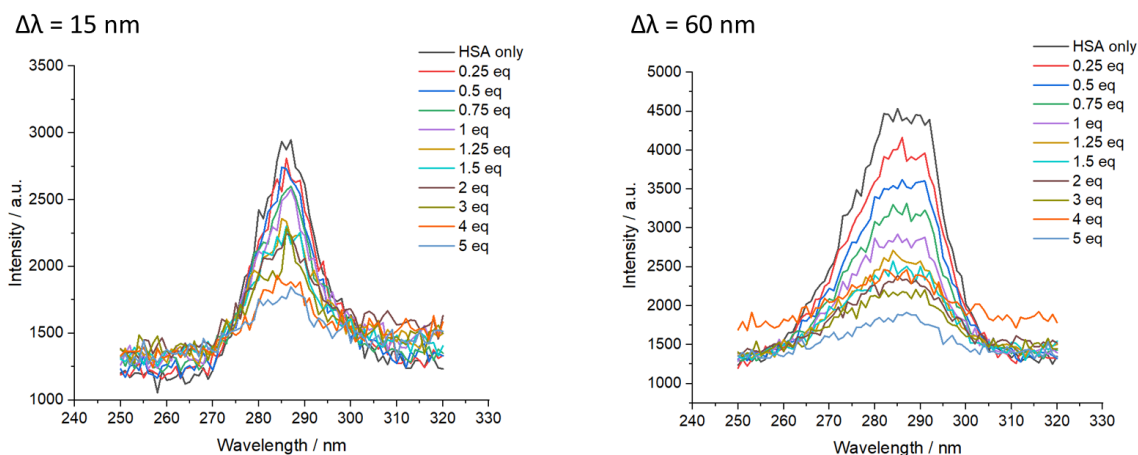 Δλ = 15 nm
HSA only
0.25 eq
0.5 eq
0.75 eq
1 eq
1.25 eq
1.5 eq
2 eq
3 eq
4 eq
5 eq
3500
3000
2500
2000
1500
1000
Intensity / a.u.
240 250 260 270 280 290 300 310 320 330
Wavelength / nm
Δλ = 60 nm
HSA only
0.25 eq
0.5 eq
0.75 eq
1 eq
1.25 eq
1.5 eq
2 eq
3 eq
4 eq
5 eq
5000
4500
4000
3500
3000
2500
2000
1500
1000
Intensity / a.u.
240 250 260 270 280 290 300 310 320 330
Wavelength / nm